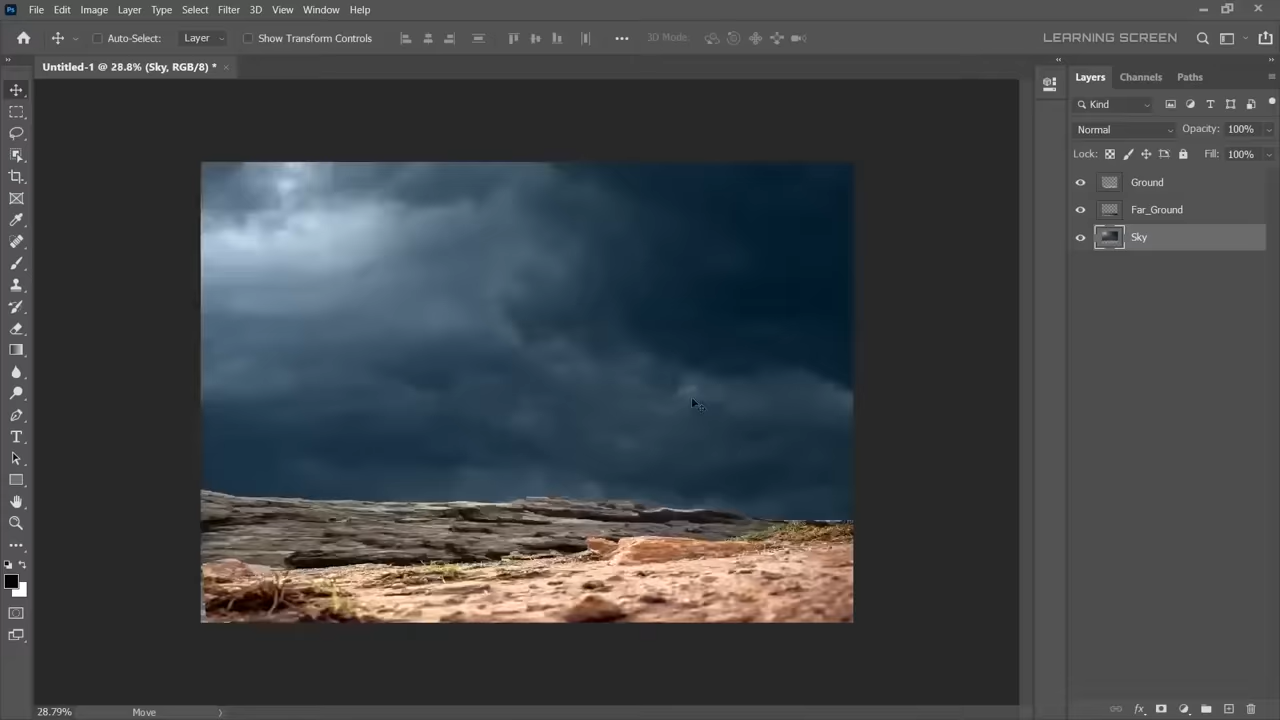 Ps File Edit Image Layer Type Select Filter 3D View Window Help
Auto-Select: Layer Show Transform Controls 3D Mode: LEARNING SCREEN
Untitled-1 @ 28.8% (Sky, RGB/8) *
Layers Channels Paths
Kind
Normal Opacity: 100%
Lock: Fill: 100%
Ground
Far_Ground
Sky
28.79% Move